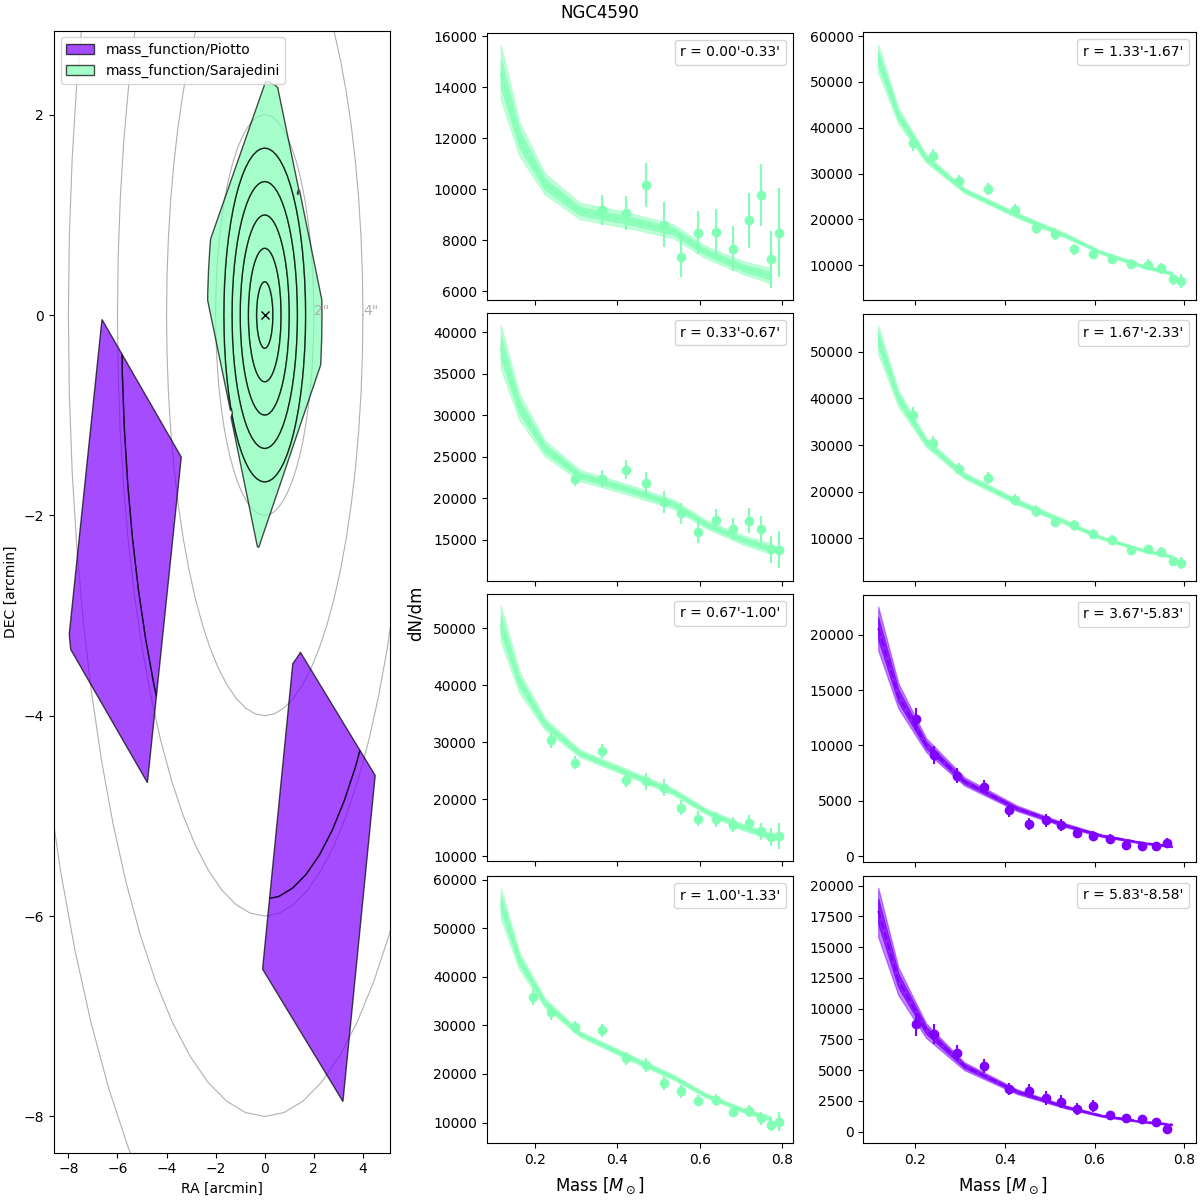 NGC4590
mass_function/Piotto
mass_function/Sarajedini
2"
4"
2
0
−2
−4
−6
−8
DEC [arcmin]
−8 −6 −4 −2 0 2 4
RA [arcmin]
dN/dm
r = 0.00'-0.33'
16000
14000
12000
10000
8000
6000
r = 0.33'-0.67'
40000
35000
30000
25000
20000
15000
r = 0.67'-1.00'
50000
40000
30000
20000
10000
r = 1.00'-1.33'
60000
50000
40000
30000
20000
10000
0.2 0.4 0.6 0.8
Mass [M⊙]
r = 1.33'-1.67'
60000
50000
40000
30000
20000
10000
r = 1.67'-2.33'
50000
40000
30000
20000
10000
r = 3.67'-5.83'
20000
15000
10000
5000
0
r = 5.83'-8.58'
20000
17500
15000
12500
10000
7500
5000
2500
0
0.2 0.4 0.6 0.8
Mass [M⊙]